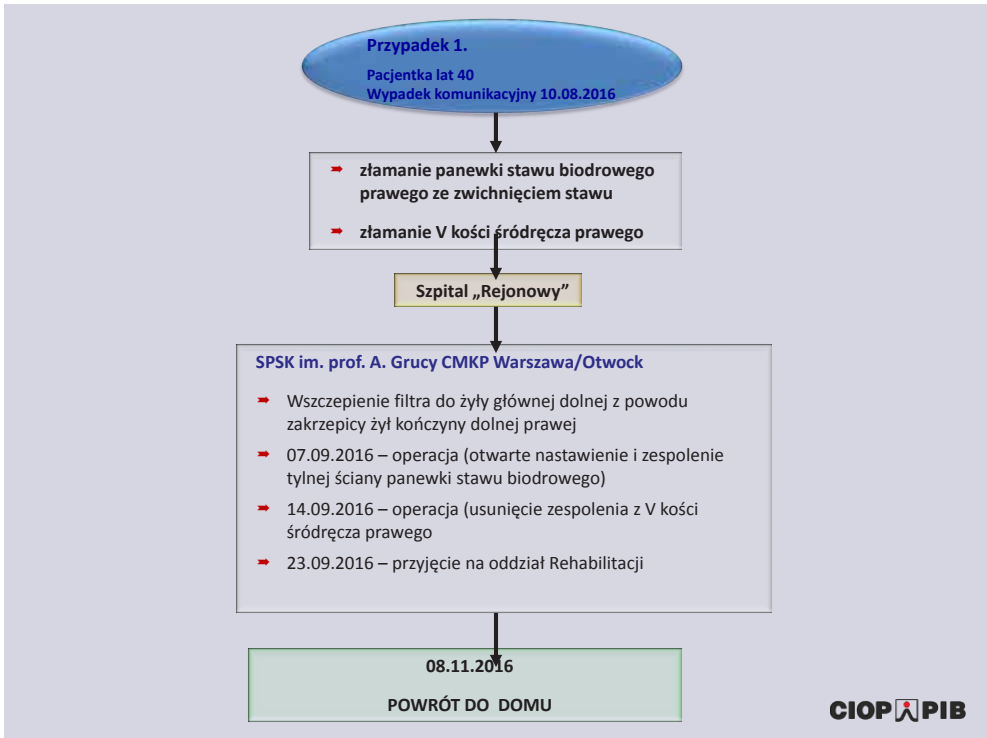 Przypadek 1.
Pacjentka lat 40
Wypadek komunikacyjny 10.08.2016
➡ złamanie panewki stawu biodrowego
prawego ze zwichnięciem stawu
➡ złamanie V kości śródręcza prawego
Szpital „Rejonowy”
SPSK im. prof. A. Grucy CMKP Warszawa/Otwock
➡ Wszczepienie filtra do żyły głównej dolnej z powodu
zakrzepicy żył kończyny dolnej prawej
➡ 07.09.2016 – operacja (otwarte nastawienie i zespolenie
tylnej ściany panewki stawu biodrowego)
➡ 14.09.2016 – operacja (usunięcie zespolenia z V kości
śródręcza prawego
➡ 23.09.2016 – przyjęcie na oddział Rehabilitacji
08.11.2016
POWRÓT DO DOMU
CIOP PIB